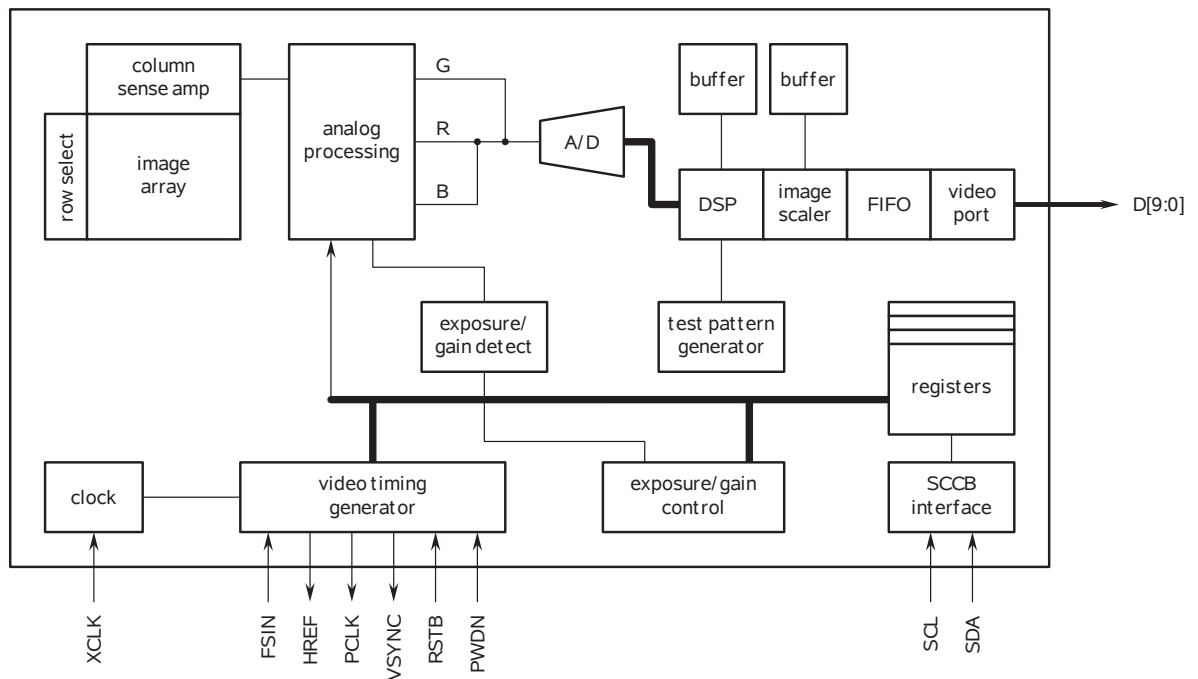 column
sense amp
row select
image
array
analog
processing
G
R
B
A/D
buffer
buffer
DSP
image
scaler
FIFO
video
port
D[9:0]
exposure/
gain detect
test pattern
generator
registers
clock
video timing
generator
exposure/gain
control
SCCB
interface
XCLK
FSIN
HREF
PCLK
VSYNC
RSTB
PWDN
SCL
SDA